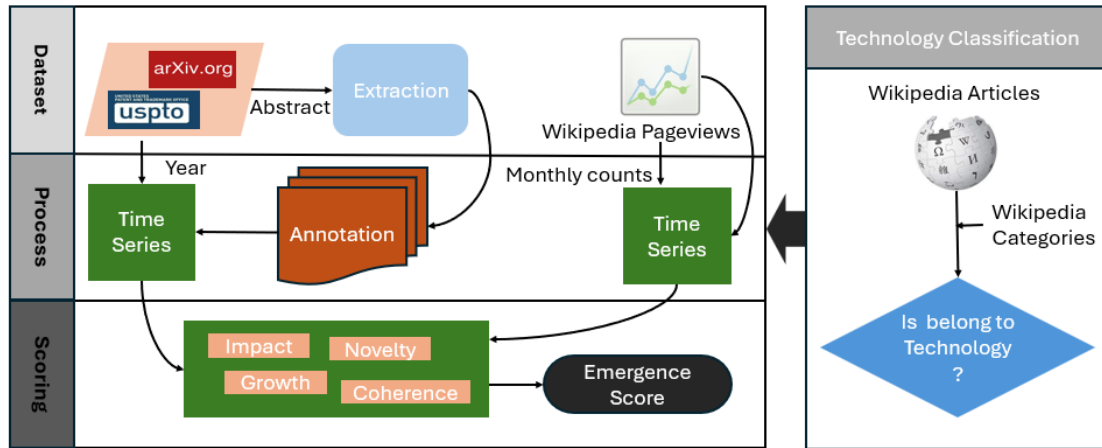 Dataset
arXiv.org
UNITED STATES
PATENT AND TRADEMARK OFFICE
uspto
Abstract
Extraction
Wikipedia Pageviews
Process
Year
Monthly counts
Time
Series
Annotation
Time
Series
Scoring
Impact
Novelty
Growth
Coherence
Emergence
Score
Technology Classification
Wikipedia Articles
Ω
W
И
Wikipedia
Categories
Is belong to
Technology
?